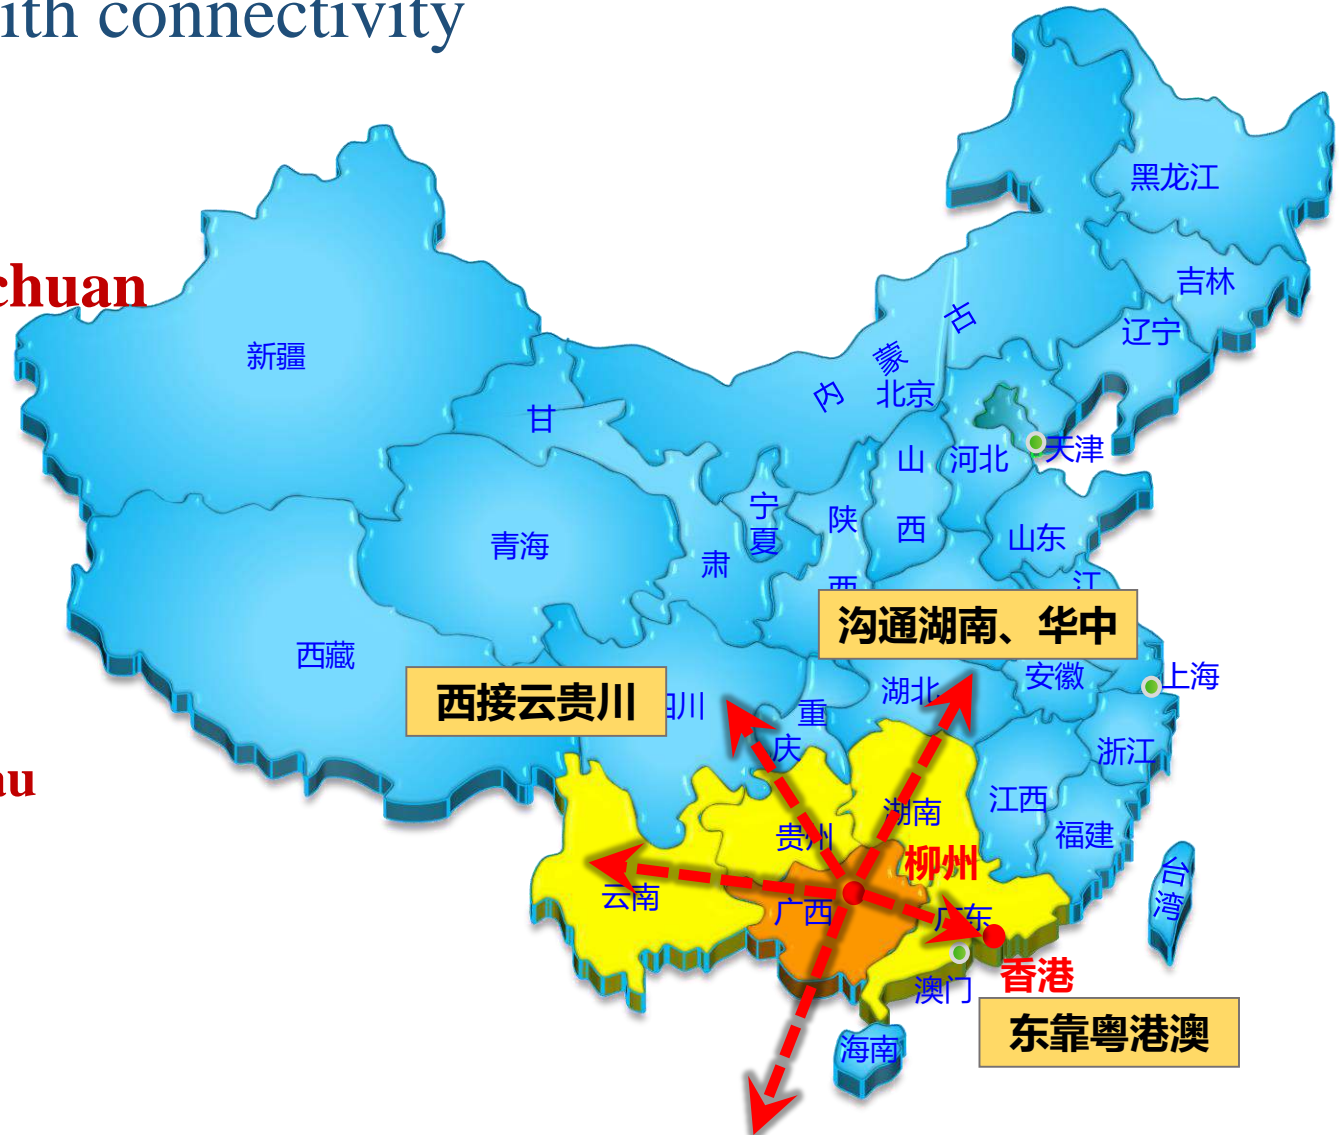 ith connectivity
黑龙江
chuan
吉林
辽宁
内蒙古
新疆
北京
甘
天津
山
河北
宁
夏
陕
青海
山东
西
肃
西
江
沟通湖南、华中
西藏
安徽
上海
西接云贵川
川
湖北
重
庆
浙江
au
江西
湖南
贵州
福建
柳州
台
湾
云南
广西
广东
香港
澳门
东靠粤港澳
海南